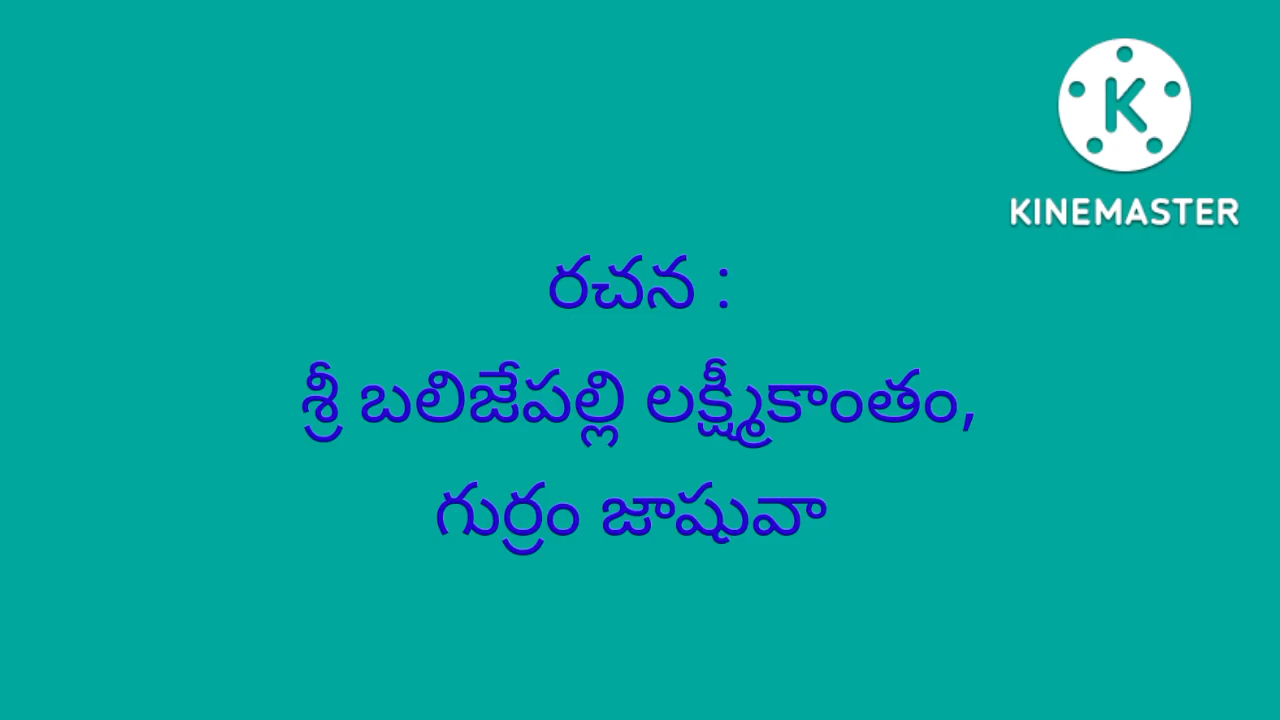 K
KINEMASTER
రచన :
శ్రీ బలిజేపల్లి లక్ష్మీకాంతం,
గుర్రం జాషువా